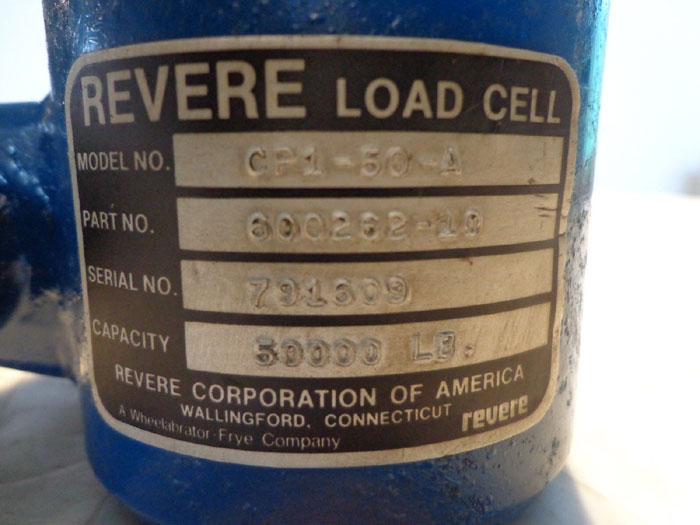 REVERE LOAD CELL
MODEL NO. CP1-50-A
PART NO. 600262-10
SERIAL NO. 791609
CAPACITY 50000 LB.
REVERE CORPORATION OF AMERICA
WALLINGFORD, CONNECTICUT revere
A Wheelabrator-Frye Company